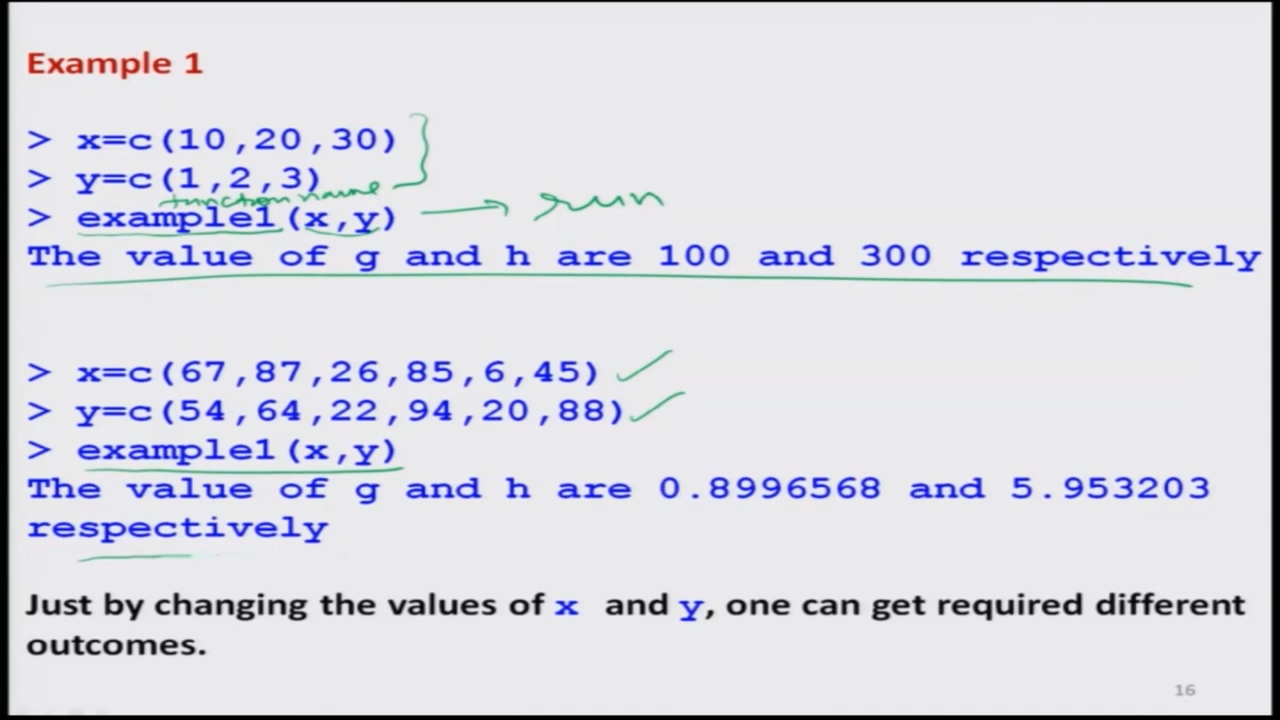 Example 1
> x=c(10,20,30)
> y=c(1,2,3)
function name
> example1(x,y) run
The value of g and h are 100 and 300 respectively
> x=c(67,87,26,85,6,45)
> y=c(54,64,22,94,20,88)
> example1(x,y)
The value of g and h are 0.8996568 and 5.953203
respectively
Just by changing the values of x and y, one can get required different
outcomes.
16